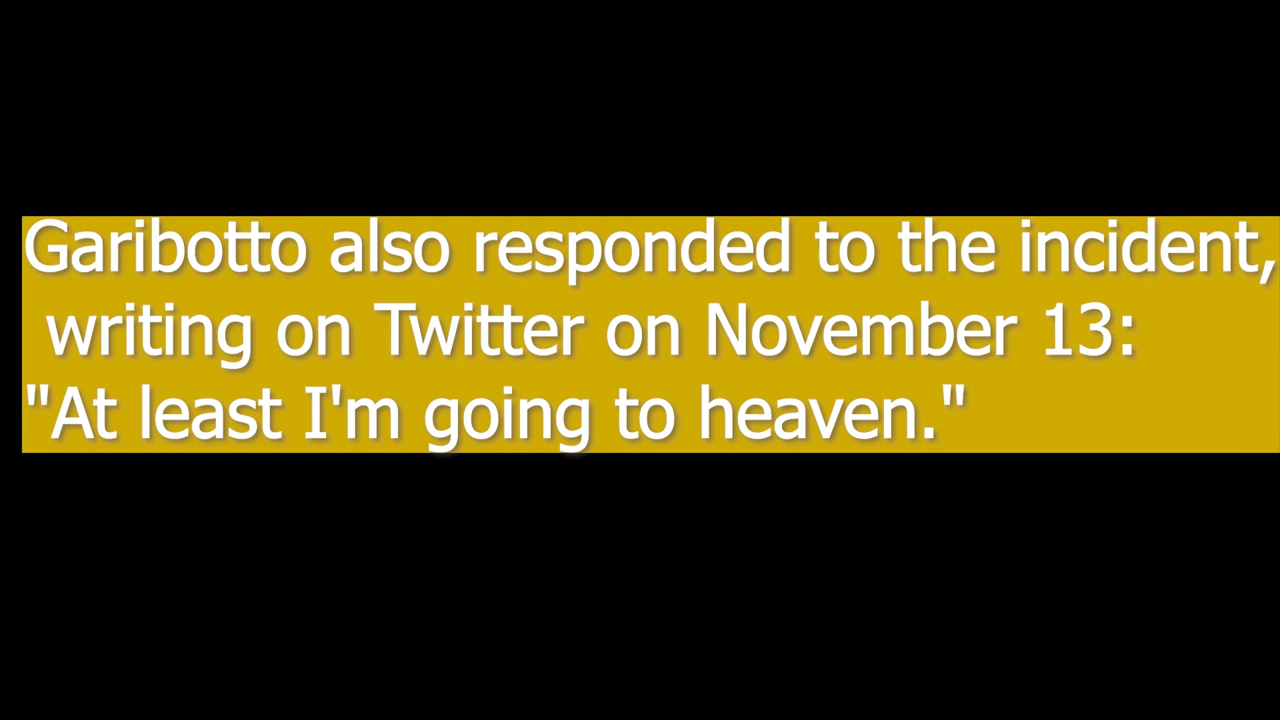 Garibotto also responded to the incident,
writing on Twitter on November 13:
"At least I'm going to heaven."